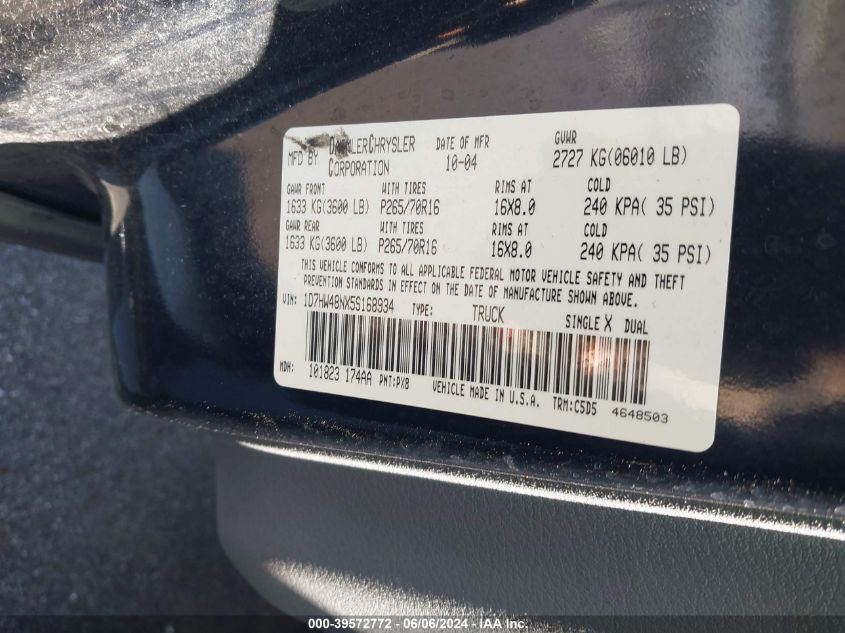 MFD BY DAIMLERCHRYSLER CORPORATION DATE OF MFR 10-04 GVWR 2727 KG(06010 LB)
GAWR FRONT WITH TIRES RIMS AT COLD
1633 KG(3600 LB) P265/70R16 16X8.0 240 KPA( 35 PSI)
GAWR REAR WITH TIRES RIMS AT COLD
1633 KG(3600 LB) P265/70R16 16X8.0 240 KPA( 35 PSI)
THIS VEHICLE CONFORMS TO ALL APPLICABLE FEDERAL MOTOR VEHICLE SAFETY AND THEFT
PREVENTION STANDARDS IN EFFECT ON THE DATE OF MANUFACTURE SHOWN ABOVE.
VIN: 1D7HW48NX5S168934 TYPE: TRUCK SINGLE X DUAL
MDH: 101823 174AA PNT:PX8 VEHICLE MADE IN U.S.A. TRM:C5D5 4648503
000-39572772 - 06/06/2024 - IAA Inc.